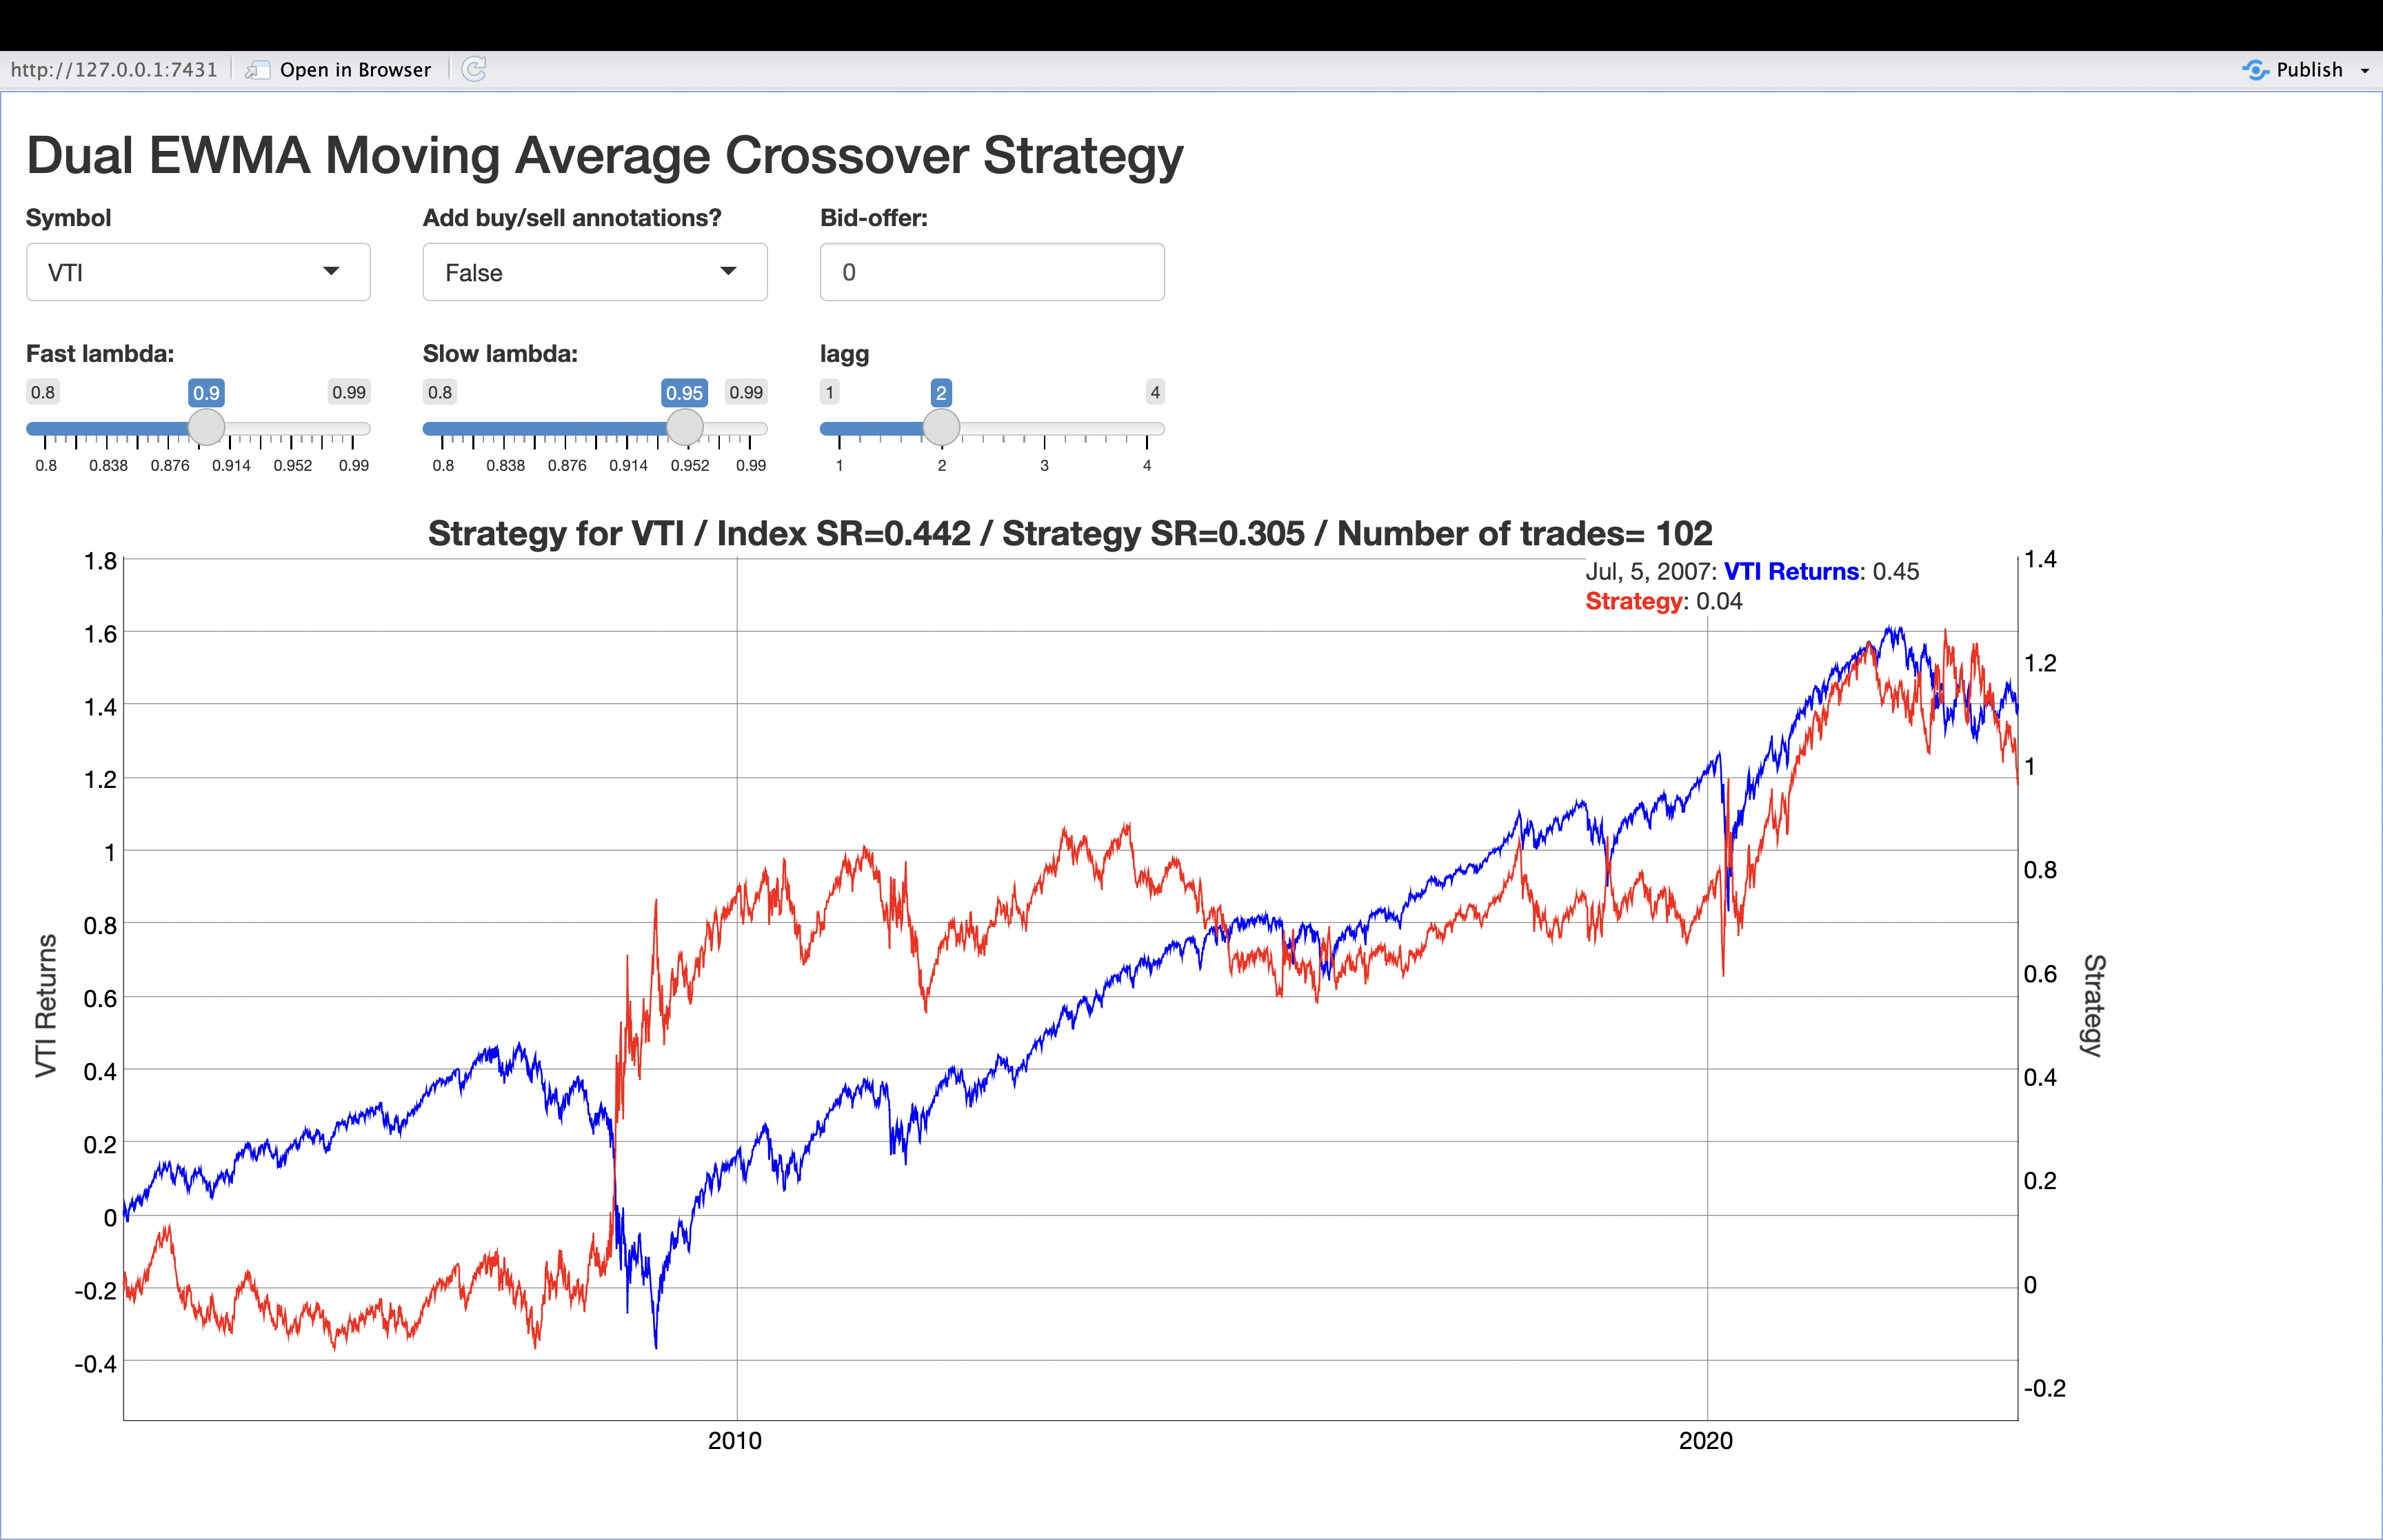 http://127.0.0.1:7431 Open in Browser Publish
Dual EWMA Moving Average Crossover Strategy
Symbol Add buy/sell annotations? Bid-offer:
VTI False 0
Fast lambda: Slow lambda: lagg
0.8 0.9 0.99 0.8 0.95 0.99 1 2 4
0.8 0.838 0.876 0.914 0.952 0.99 0.8 0.838 0.876 0.914 0.952 0.99 1 2 3 4
Strategy for VTI / Index SR=0.442 / Strategy SR=0.305 / Number of trades= 102
Jul, 5, 2007: VTI Returns: 0.45
Strategy: 0.04
VTI Returns
1.8
1.6
1.4
1.2
1
0.8
0.6
0.4
0.2
0
-0.2
-0.4
1.4
1.2
1
0.8
0.6
0.4
0.2
0
-0.2
Strategy
2010 2020